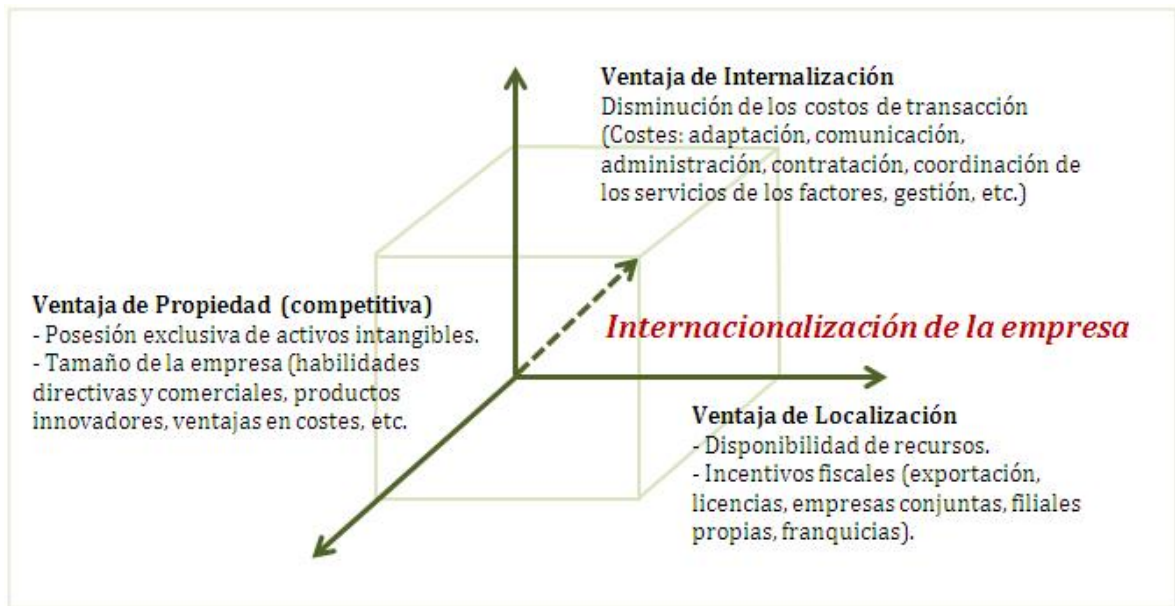 Ventaja de Internalización
Disminución de los costos de transacción
(Costes: adaptación, comunicación,
administración, contratación, coordinación de
los servicios de los factores, gestión, etc.)
Ventaja de Propiedad (competitiva)
- Posesión exclusiva de activos intangibles.
- Tamaño de la empresa (habilidades
directivas y comerciales, productos
innovadores, ventajas en costes, etc.
Internacionalización de la empresa
Ventaja de Localización
- Disponibilidad de recursos.
- Incentivos fiscales (exportación,
licencias, empresas conjuntas, filiales
propias, franquicias).